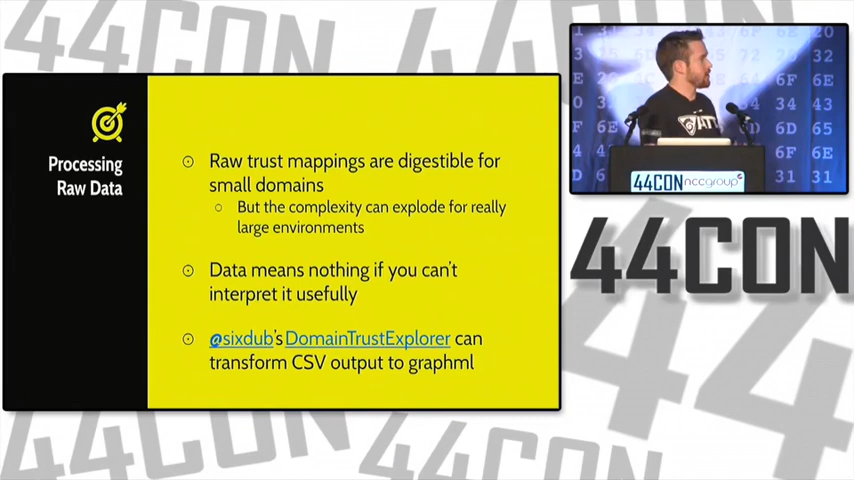 Processing
Raw Data
Raw trust mappings are digestible for
small domains
But the complexity can explode for really
large environments
Data means nothing if you can't
interpret it usefully
@sixdub's DomainTrustExplorer can
transform CSV output to graphml
44CON nccgroup
44CON